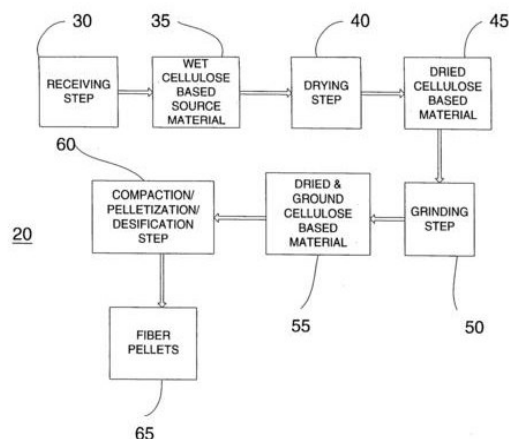 30
35
40
45
RECEIVING
STEP
WET
CELLULOSE
BASED
SOURCE
MATERIAL
DRYING
STEP
DRIED
CELLULOSE
BASED
MATERIAL
60
COMPACTION/
PELLETIZATION/
DESIFICATION
STEP
DRIED &
GROUND
CELLULOSE
BASED
MATERIAL
GRINDING
STEP
20
55
50
FIBER
PELLETS
65